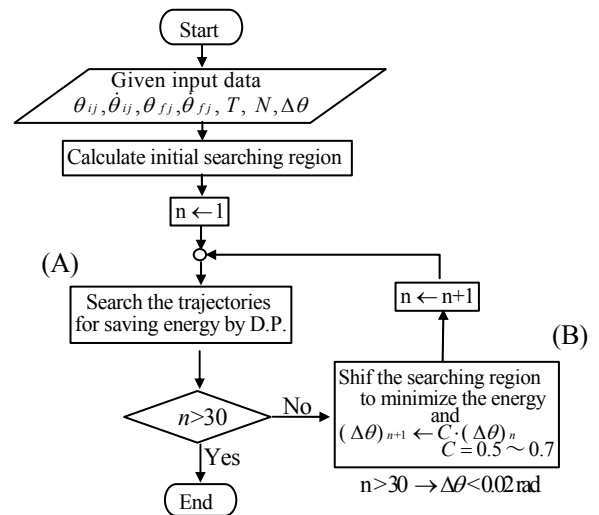 Start
Given input data
θ ij, θ̇ ij, θ fj, θ̇ fj, T, N, Δθ
Calculate initial searching region
n ← 1
(A)
Search the trajectories
for saving energy by D.P.
n ← n+1
(B)
n>30
No
Yes
Shif the searching region
to minimize the energy
and
(Δθ) n+1 ← C·(Δθ) n
C = 0.5 ~ 0.7
n>30 → Δθ<0.02 rad
End